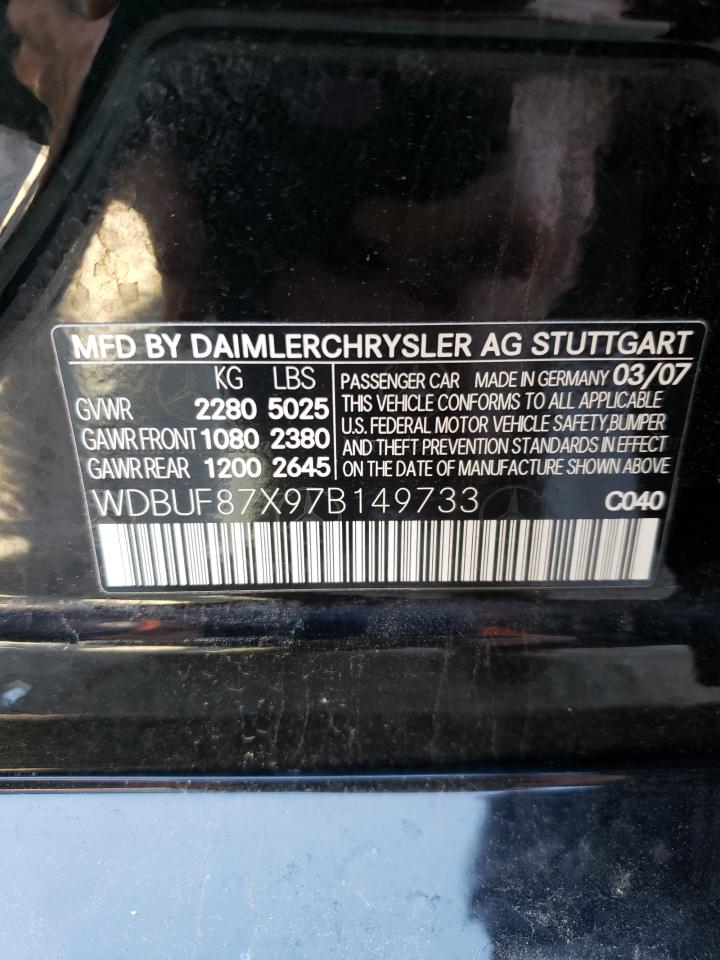 MFD BY DAIMLERCHRYSLER AG STUTTGART
KG LBS
GVWR 2280 5025
GAWR FRONT 1080 2380
GAWR REAR 1200 2645
PASSENGER CAR MADE IN GERMANY 03/07
THIS VEHICLE CONFORMS TO ALL APPLICABLE
U.S. FEDERAL MOTOR VEHICLE SAFETY, BUMPER
AND THEFT PREVENTION STANDARDS IN EFFECT
ON THE DATE OF MANUFACTURE SHOWN ABOVE
WDBUF87X97B149733 C040